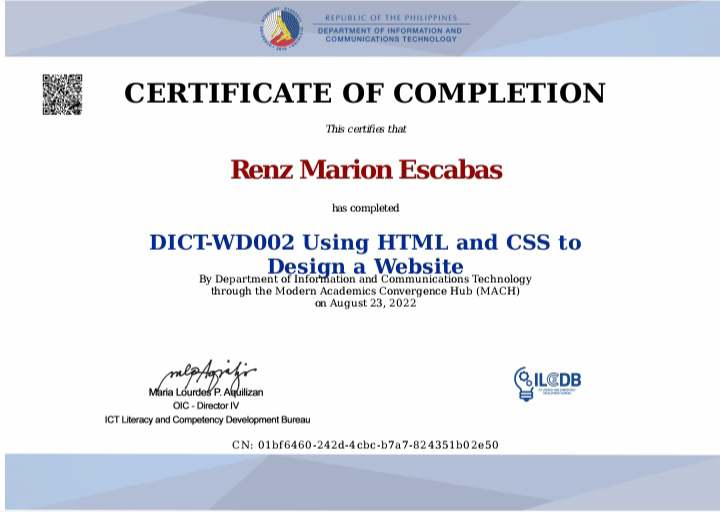 REPUBLIC OF THE PHILIPPINES
DEPARTMENT OF INFORMATION AND
COMMUNICATIONS TECHNOLOGY
CERTIFICATE OF COMPLETION
This certifies that
Renz Marion Escabas
has completed
DICT-WD002 Using HTML and CSS to
Design a Website
By Department of Information and Communications Technology
through the Modern Academics Convergence Hub (MACH)
on August 23, 2022
Maria Lourdes P. Aquilizan
OIC - Director IV
ICT Literacy and Competency Development Bureau
ILCDB
CN: 01bf6460-242d-4cbc-b7a7-824351b02e50